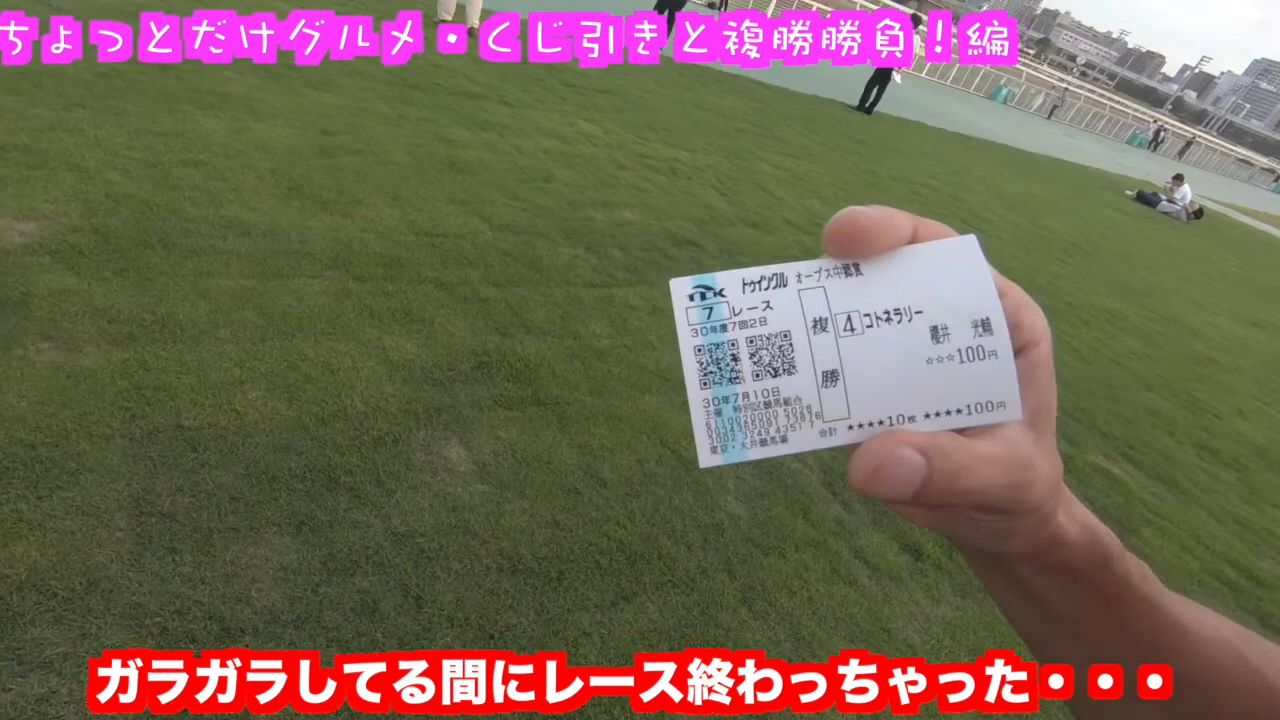 ちょっとだけグルメ・くじ引きと複勝勝負！編
TCK トゥインクル オープス中郷賞
7 レース
30年度7回2日
複勝
4 コトネラリー
櫻井 光輔
☆☆☆100円
30年7月10日
主催 特別区競馬組合
東京・大井競馬場
合計 ★★★★10枚 ★★★★100円
ガラガラしてる間にレース終わっちゃった・・・